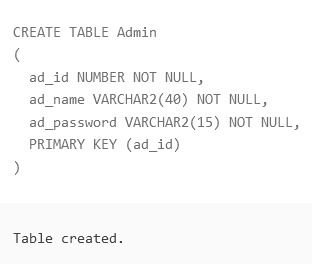 CREATE TABLE Admin
(
  ad_id NUMBER NOT NULL,
  ad_name VARCHAR2(40) NOT NULL,
  ad_password VARCHAR2(15) NOT NULL,
  PRIMARY KEY (ad_id)
)
Table created.